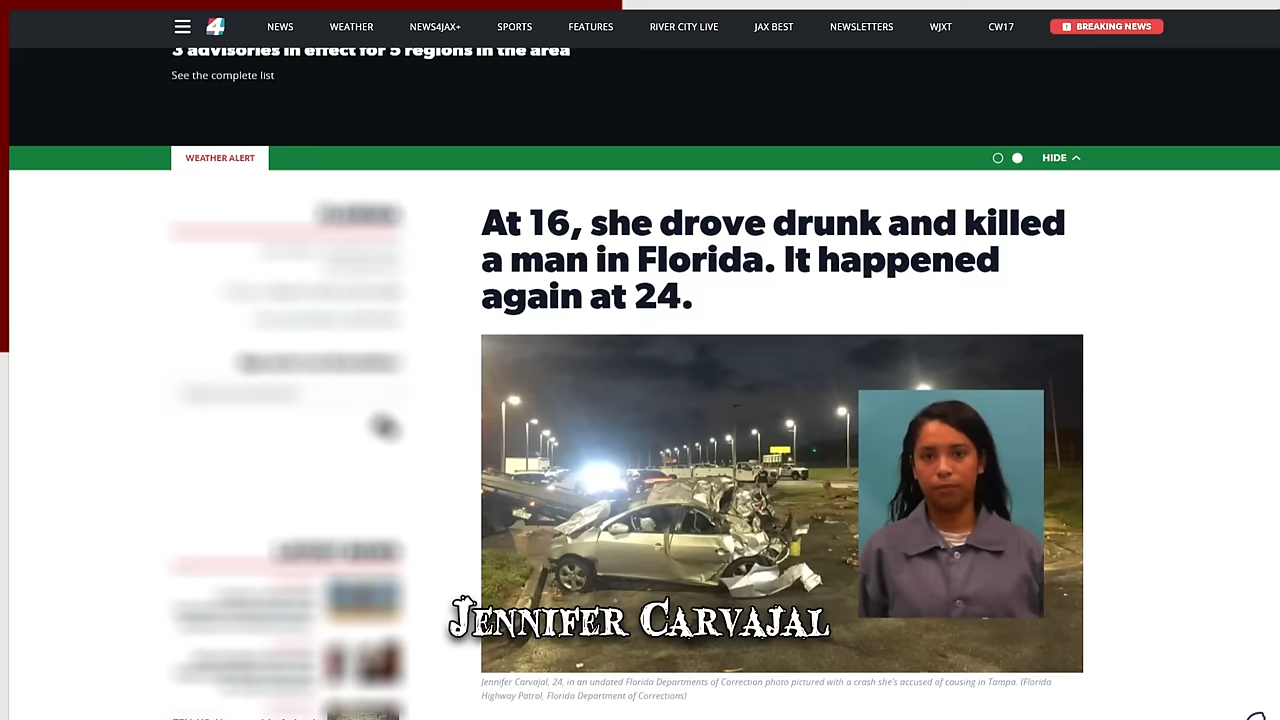 4 NEWS WEATHER NEWS4JAX+ SPORTS FEATURES RIVER CITY LIVE JAX BEST NEWSLETTERS WJXT CW17 BREAKING NEWS
3 advisories in effect for 5 regions in the area
See the complete list
WEATHER ALERT HIDE
At 16, she drove drunk and killed
a man in Florida. It happened
again at 24.
Jennifer Carvajal
Jennifer Carvajal, 24, in an undated Florida Departments of Correction photo pictured with a crash she's accused of causing in Tampa. (Florida
Highway Patrol, Florida Department of Corrections)